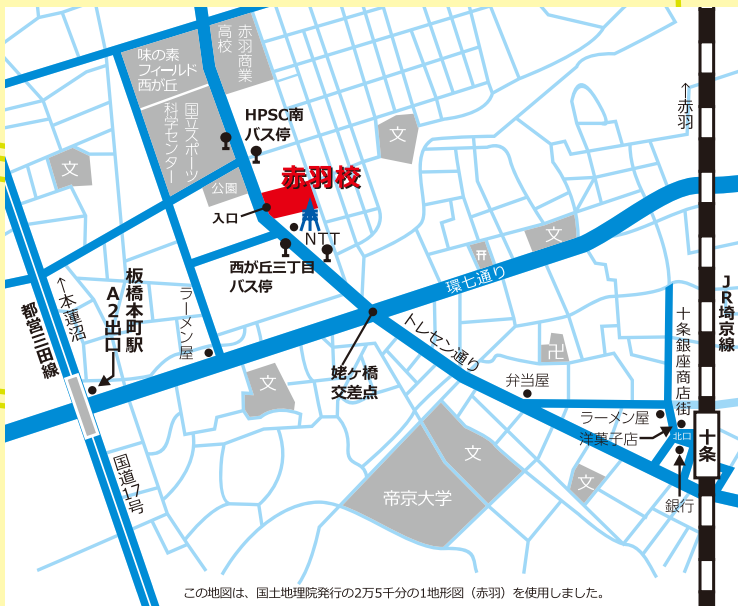 味の素
フィールド
西が丘
赤羽商業
高校
国立スポーツ
科学センター
HPSC南
バス停
文
文
↑赤羽
公園
赤羽校
入口
NTT
西が丘三丁目
バス停
文
環七通り
↑本蓮沼
都営三田線
板橋本町駅
A2出口
ラーメン屋
トレセン通り
姥ヶ橋
交差点
JR埼京線
十条銀座商店街
弁当屋
ラーメン屋
洋菓子店
北口
十条
銀行
文
文
文
帝京大学
国道17号
この地図は、国土地理院発行の2万5千分の1地形図（赤羽）を使用しました。